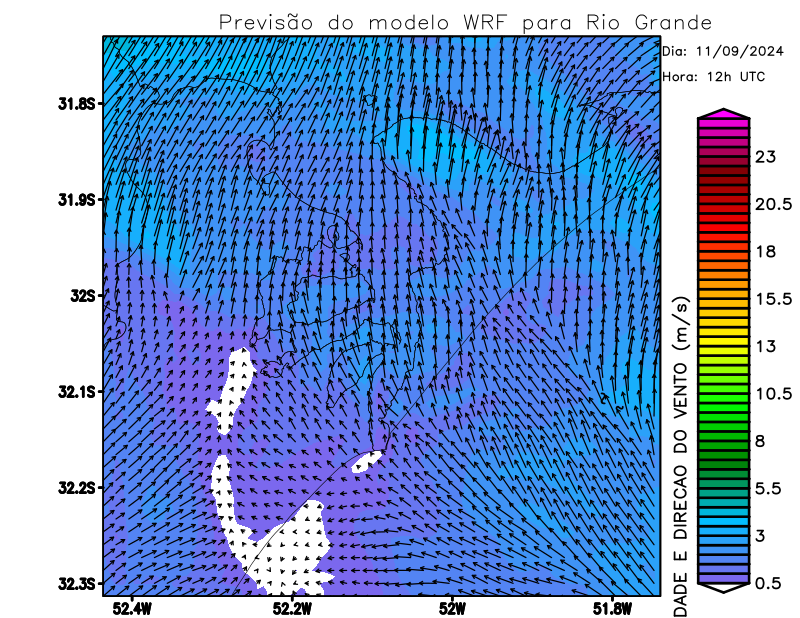 Previsão do modelo WRF para Rio Grande
Dia: 11/09/2024
Hora: 12h UTC
31.8S
31.9S
32S
32.1S
32.2S
32.3S
52.4W
52.2W
52W
51.8W
23
20.5
18
15.5
13
10.5
8
5.5
3
0.5
DADE E DIRECAO DO VENTO (m/s)